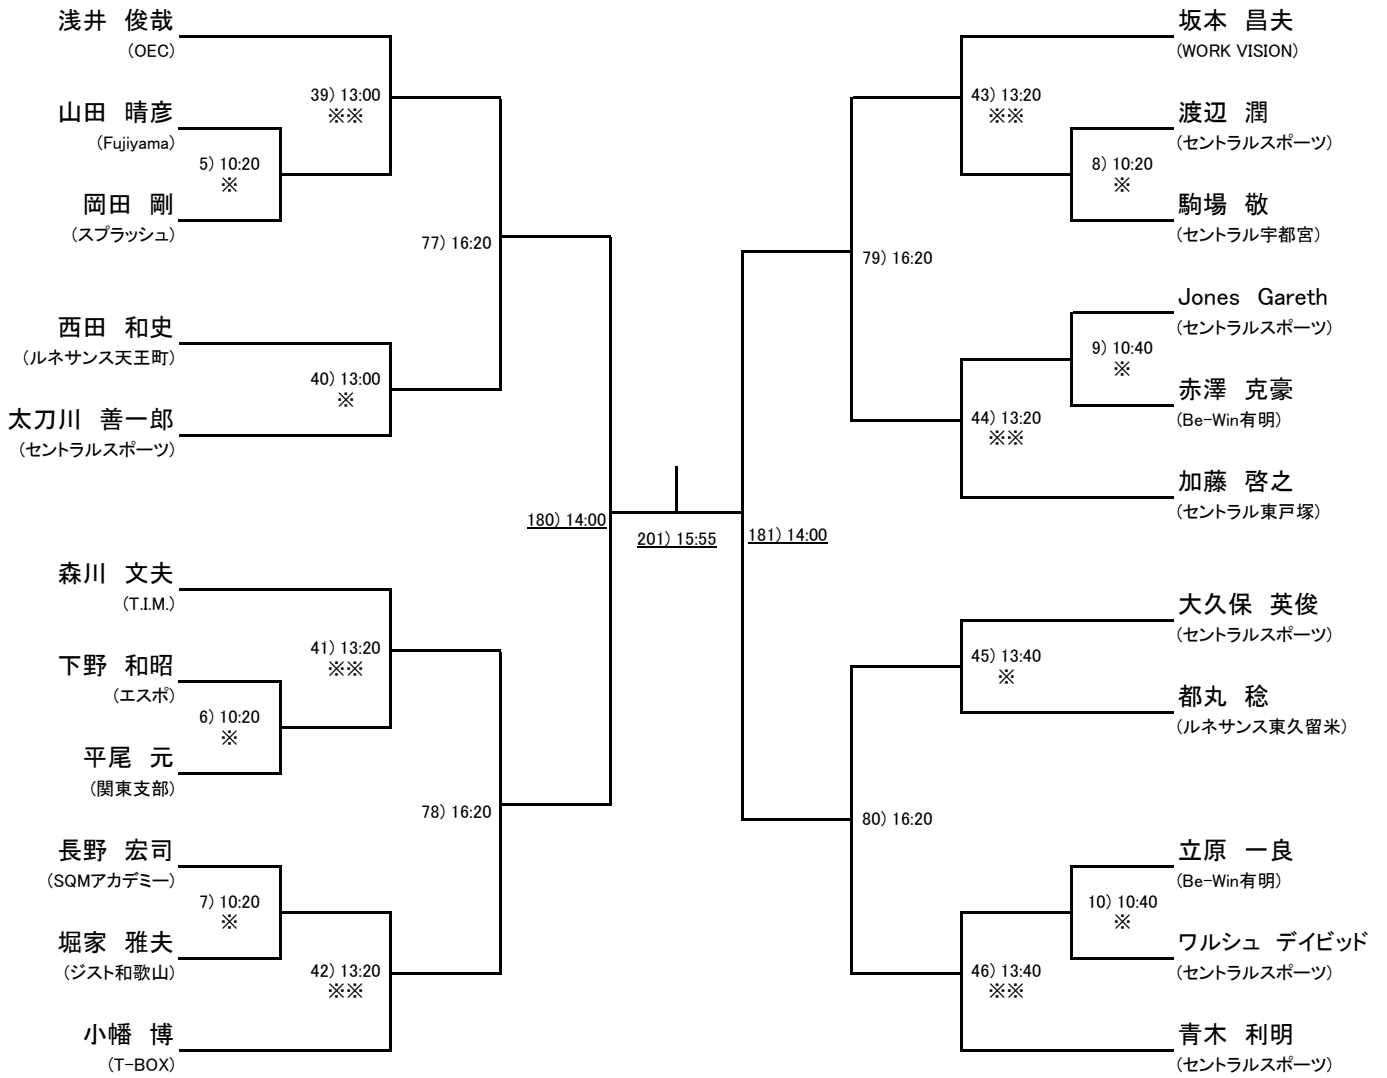 浅井　俊哉
(OEC)
39) 13:00
※※
山田　晴彦
(Fujiyama)
5) 10:20
※
岡田　剛
(スプラッシュ)
77) 16:20
西田　和史
(ルネサンス天王町)
40) 13:00
※
太刀川　善一郎
(セントラルスポーツ)
180) 14:00
森川　文夫
(T.I.M.)
41) 13:20
※※
下野　和昭
(エスポ)
6) 10:20
※
平尾　元
(関東支部)
78) 16:20
長野　宏司
(SQMアカデミー)
7) 10:20
※
堀家　雅夫
(ジスト和歌山)
42) 13:20
※※
小幡　博
(T-BOX)
201) 15:55
坂本　昌夫
(WORK VISION)
43) 13:20
※※
渡辺　潤
(セントラルスポーツ)
8) 10:20
※
駒場　敬
(セントラル宇都宮)
79) 16:20
Jones　Gareth
(セントラルスポーツ)
9) 10:40
※
赤澤　克豪
(Be-Win有明)
44) 13:20
※※
加藤　啓之
(セントラル東戸塚)
181) 14:00
大久保　英俊
(セントラルスポーツ)
45) 13:40
※
都丸　稔
(ルネサンス東久留米)
80) 16:20
立原　一良
(Be-Win有明)
10) 10:40
※
ワルシュ　デイビッド
(セントラルスポーツ)
46) 13:40
※※
青木　利明
(セントラルスポーツ)